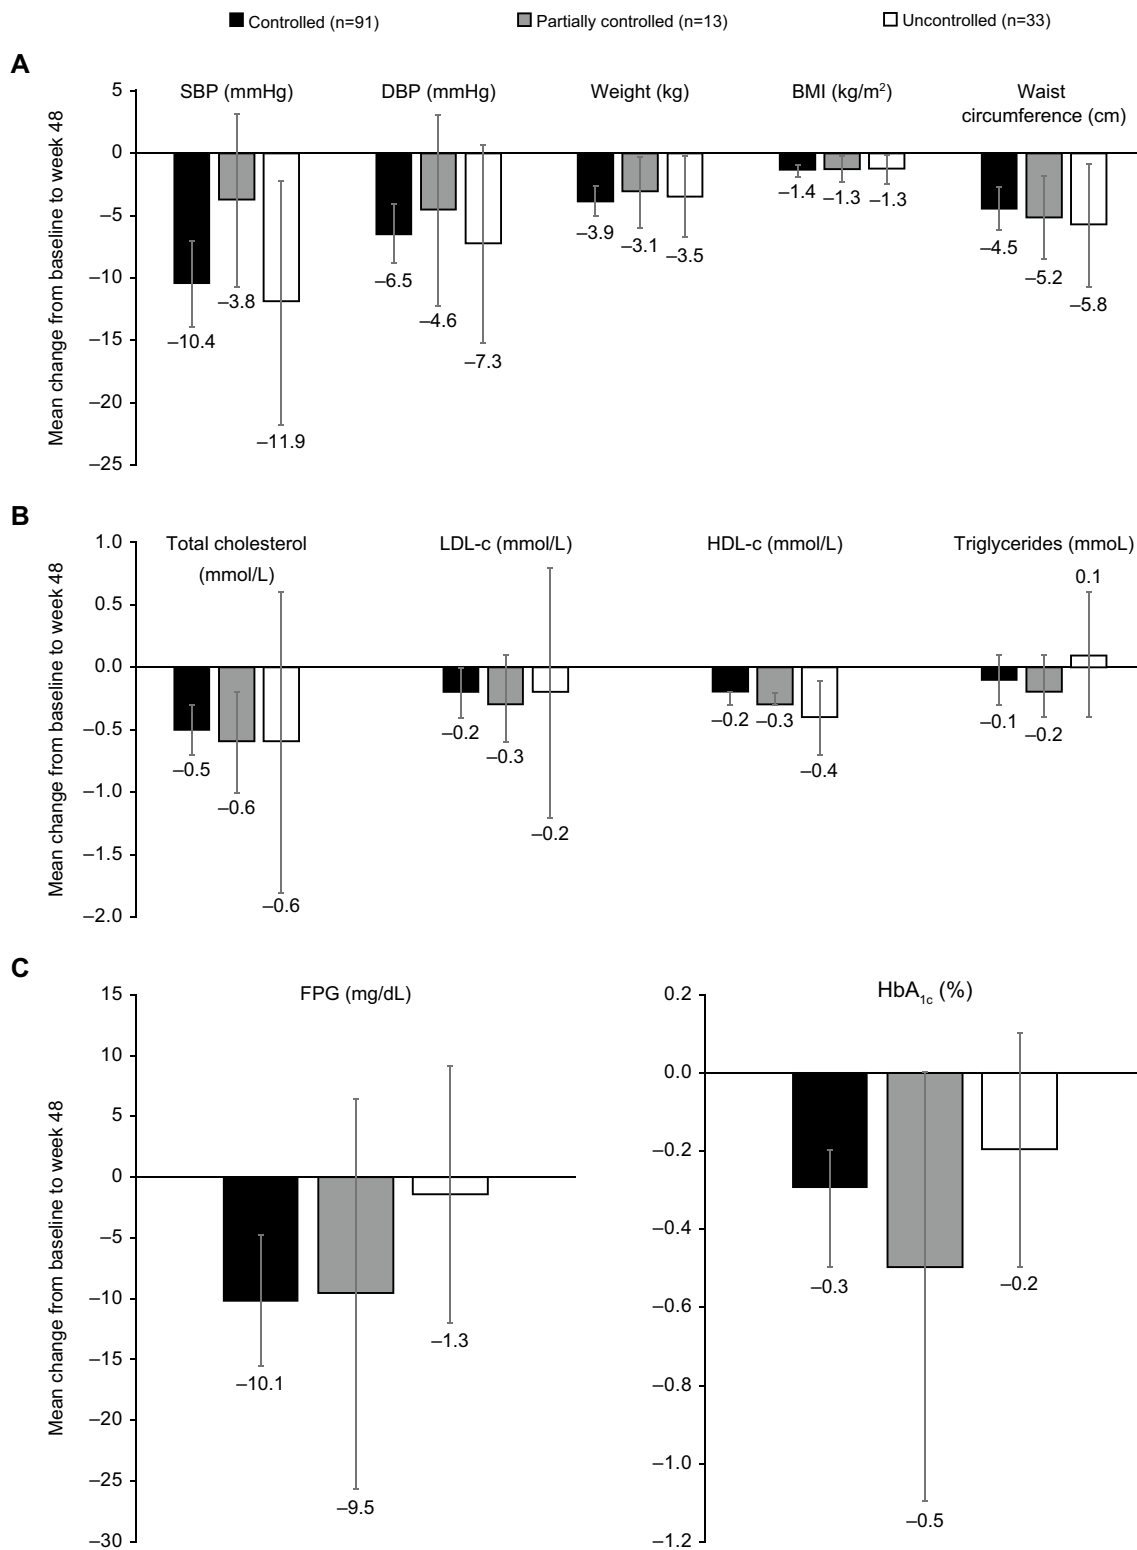 Controlled (n=91) Partially controlled (n=13) Uncontrolled (n=33)
A
SBP (mmHg) DBP (mmHg) Weight (kg) BMI (kg/m²) Waist
circumference (cm)
Mean change from baseline to week 48
5
0
–5
–10
–15
–20
–25
–10.4 –3.8 –11.9
–6.5 –4.6 –7.3
–3.9 –3.1 –3.5
–1.4 –1.3 –1.3
–4.5 –5.2 –5.8
B
Total cholesterol
(mmol/L)
LDL-c (mmol/L) HDL-c (mmol/L) Triglycerides (mmoL)
Mean change from baseline to week 48
1.0
0.5
0.0
–0.5
–1.0
–1.5
–2.0
–0.5 –0.6 –0.6
–0.2 –0.3 –0.2
–0.2 –0.3 –0.4
–0.1 –0.2 0.1
C
FPG (mg/dL)
Mean change from baseline to week 48
15
10
5
0
–5
–10
–15
–20
–25
–30
–10.1 –9.5 –1.3
HbA1c (%)
0.2
0.0
–0.2
–0.4
–0.6
–0.8
–1.0
–1.2
–0.3 –0.5 –0.2